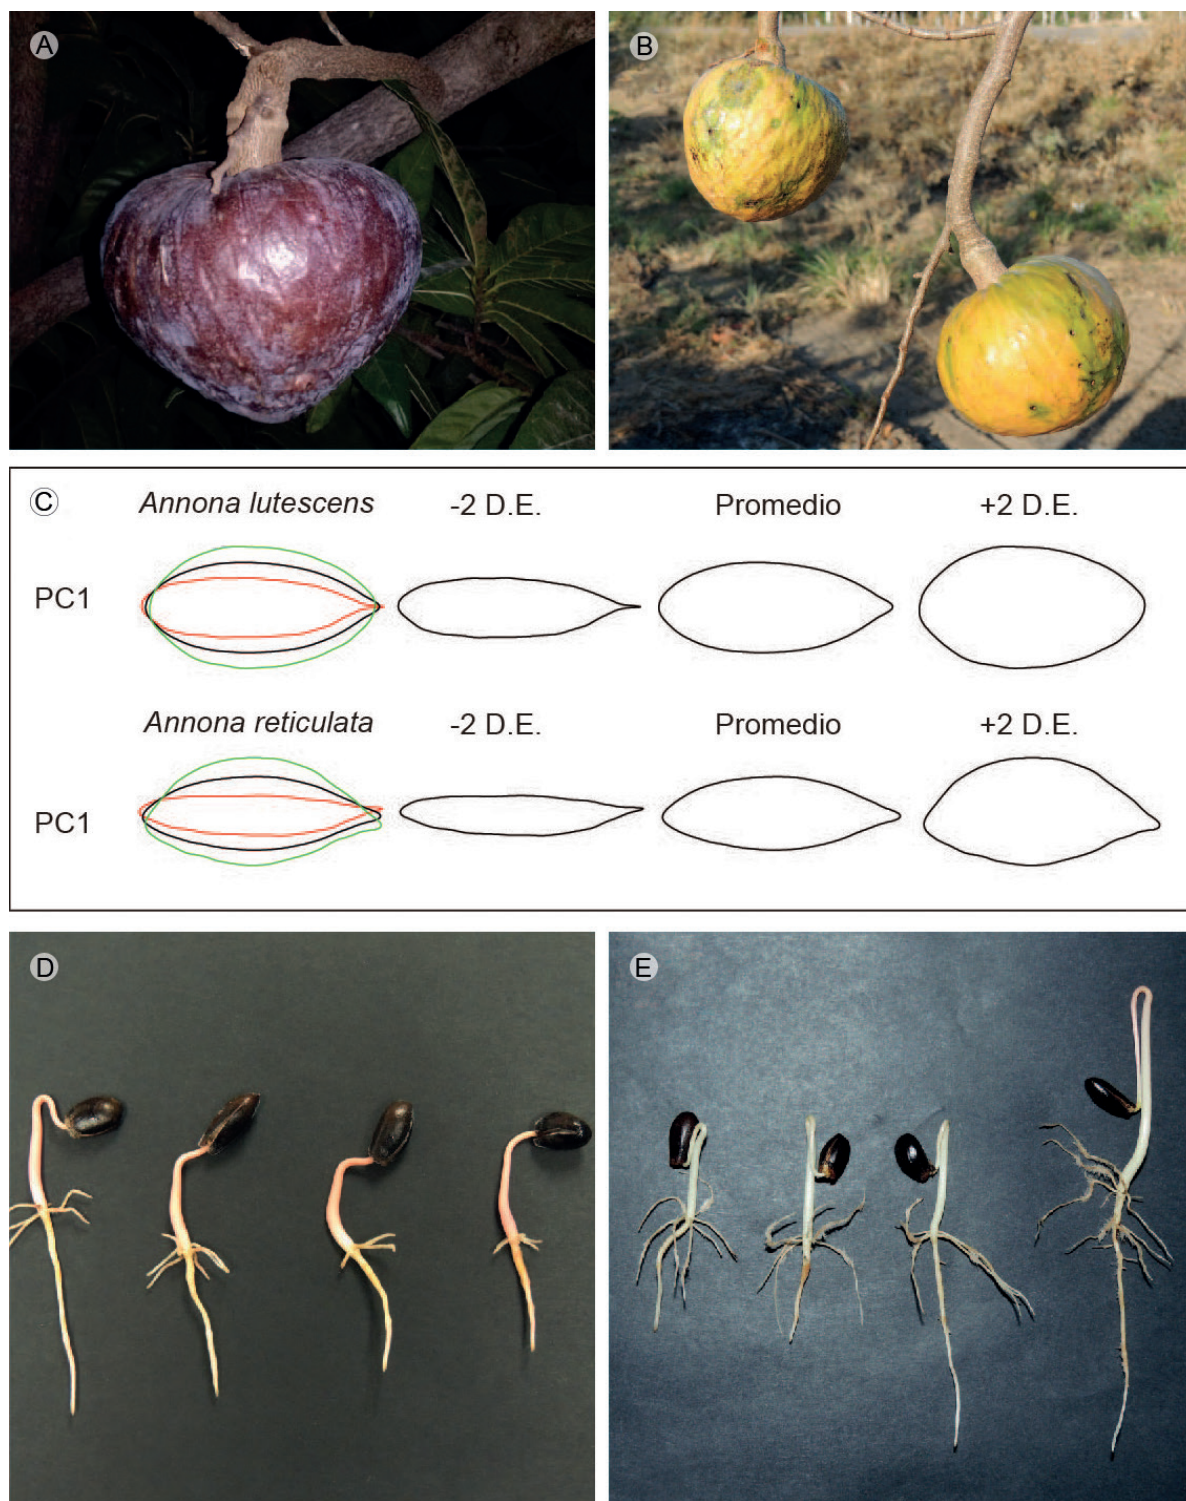 A
B
C
Annona lutescens -2 D.E. Promedio +2 D.E.
PC1
Annona reticulata -2 D.E. Promedio +2 D.E.
PC1
D
E